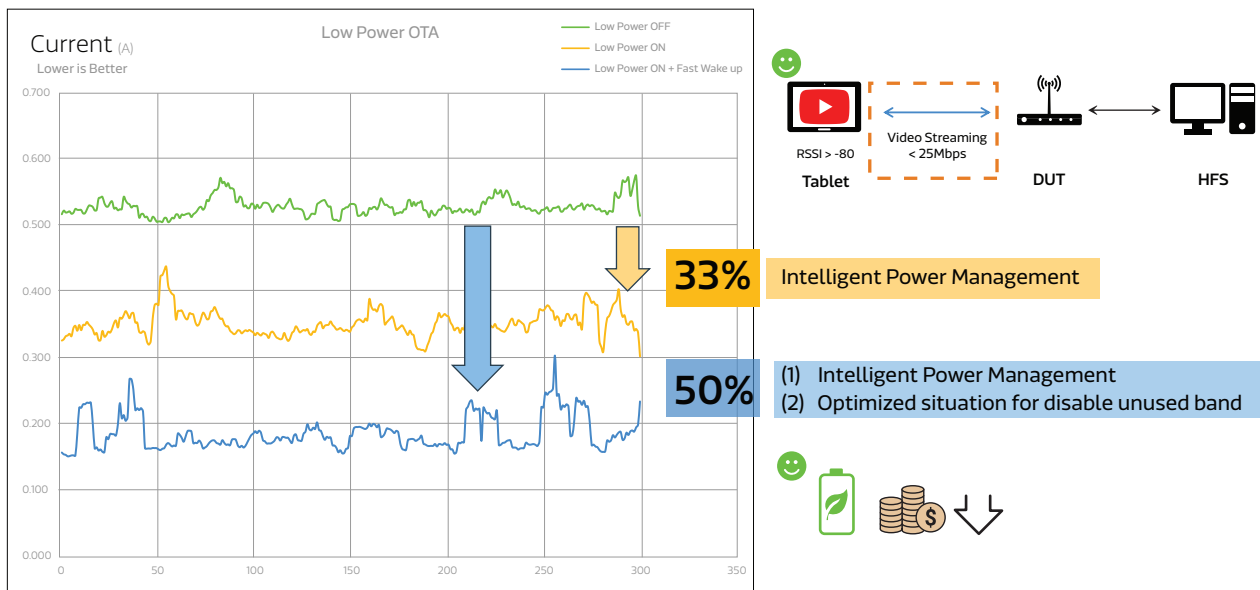 Low Power OTA
Low Power OFF
Low Power ON
Low Power ON + Fast Wake up
Current (A)
Lower is Better
0.700
0.600
0.500
0.400
0.300
0.200
0.100
0.000
0
50
100
150
200
250
300
350
RSSI > -80
Tablet
Video Streaming
< 25Mbps
DUT
HFS
33%
Intelligent Power Management
50%
(1) Intelligent Power Management
(2) Optimized situation for disable unused band
$